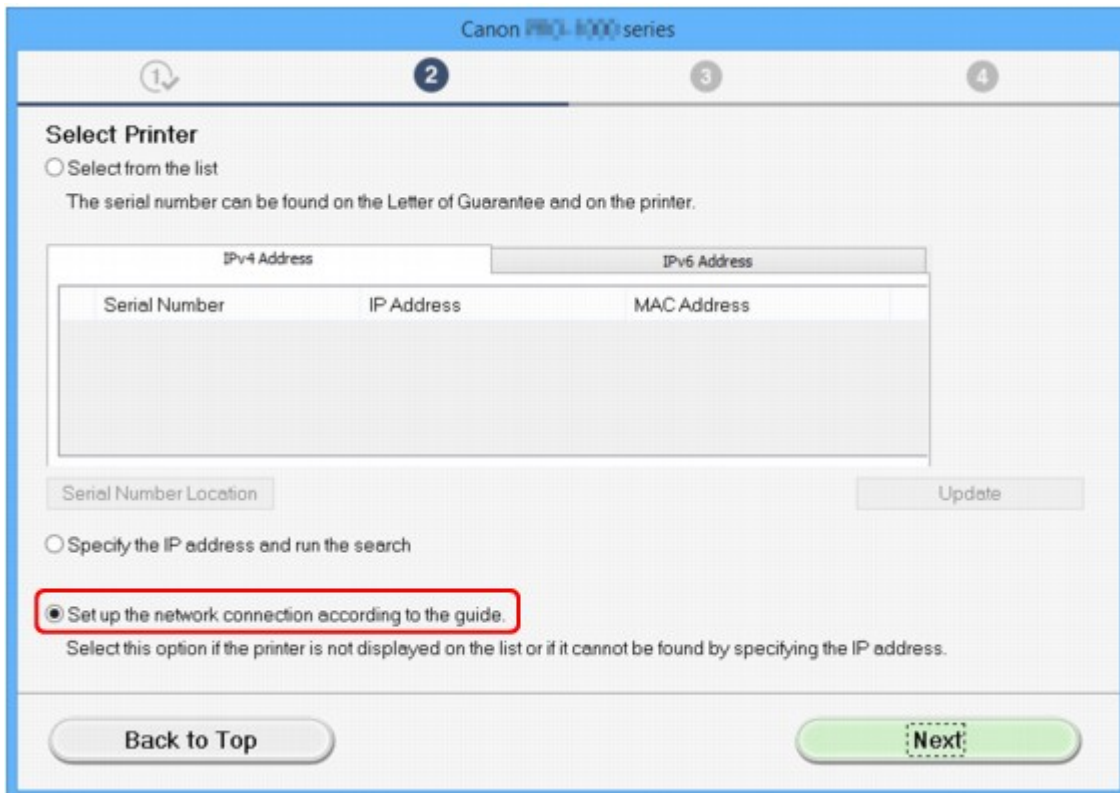 Canon series
1 2 3 4
Select Printer
Select from the list
The serial number can be found on the Letter of Guarantee and on the printer.
IPv4 Address IPv6 Address
Serial Number IP Address MAC Address
Serial Number Location Update
Specify the IP address and run the search
Set up the network connection according to the guide.
Select this option if the printer is not displayed on the list or if it cannot be found by specifying the IP address.
Back to Top Next